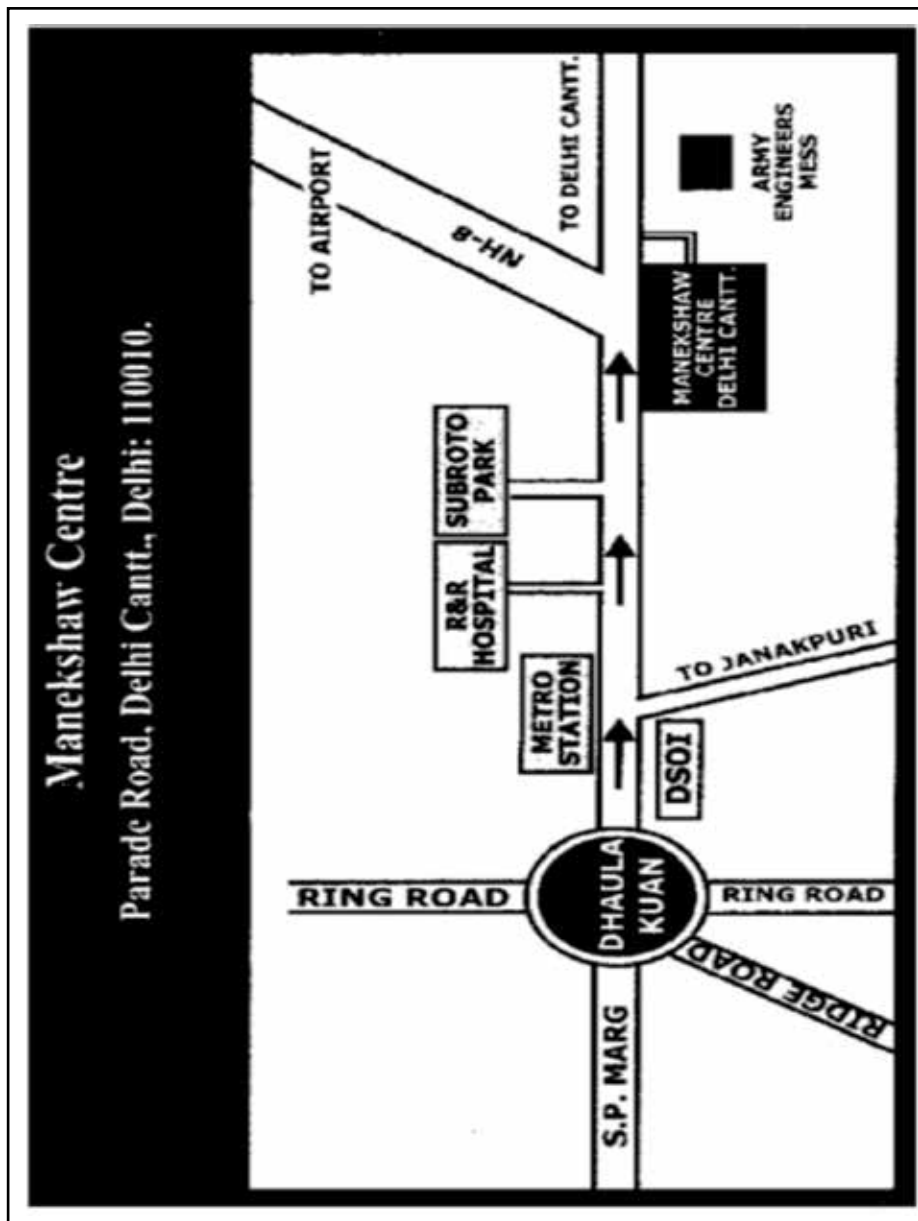 Manekshaw Centre
Parade Road, Delhi Cantt., Delhi: 110010.
TO AIRPORT
NH-8
TO DELHI CANTT.
ARMY
ENGINEERS
MESS
MANEKSHAW
CENTRE
DELHI CANTT.
SUBROTO
PARK
R&R
HOSPITAL
METRO
STATION
TO JANAKPURI
DSOI
RING ROAD
DHAULA
KUAN
RING ROAD
RIDGE ROAD
S.P. MARG